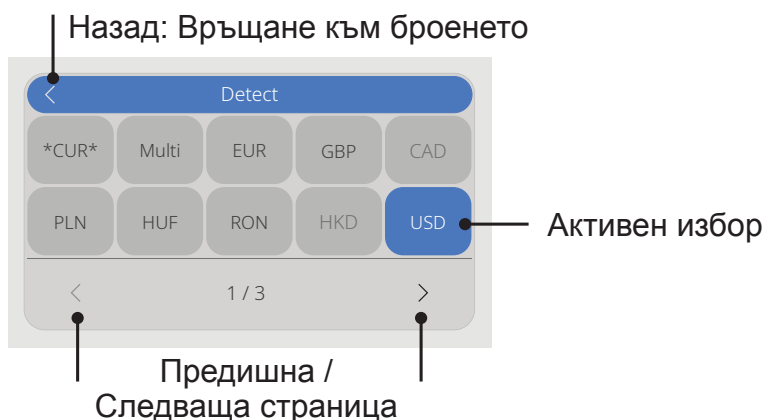 Назад: Връщане към броенето
< Detect
*CUR* Multi EUR GBP CAD
PLN HUF RON HKD USD
Активен избор
< 1 / 3 >
Предишна /
Следваща страница